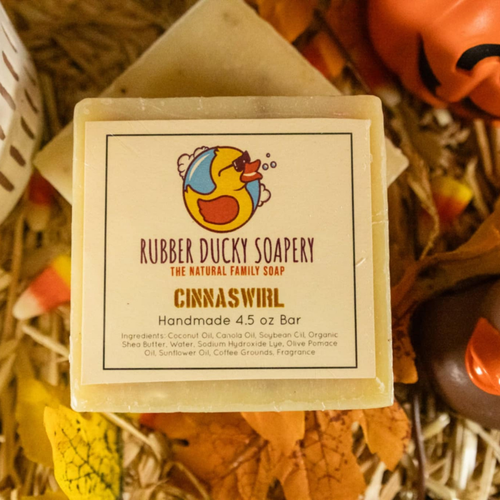 RUBBER DUCKY SOAPERY
THE NATURAL FAMILY SOAP
CINNASWIRL
Handmade 4.5 oz Bar
Ingredients: Coconut Oil, Canola Oil, Soybean Oil, Organic
Shea Butter, Water, Sodium Hydroxide Lye, Olive Pomace
Oil, Sunflower Oil, Coffee Grounds, Fragrance